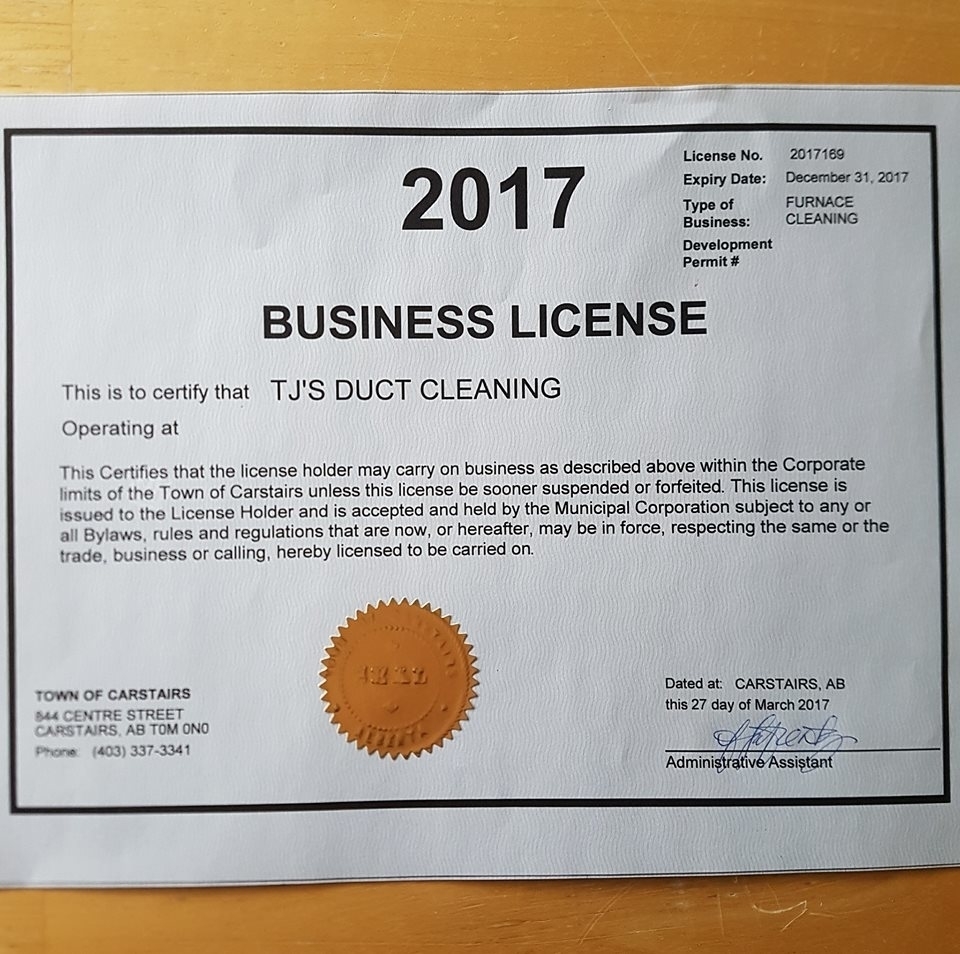 2017
License No. 2017169
Expiry Date: December 31, 2017
Type of Business: FURNACE CLEANING
Development Permit #
BUSINESS LICENSE
This is to certify that TJ'S DUCT CLEANING
Operating at
This Certifies that the license holder may carry on business as described above within the Corporate
limits of the Town of Carstairs unless this license be sooner suspended or forfeited. This license is
issued to the License Holder and is accepted and held by the Municipal Corporation subject to any or
all Bylaws, rules and regulations that are now, or hereafter, may be in force, respecting the same or the
trade, business or calling, hereby licensed to be carried on.
TOWN OF CARSTAIRS
844 CENTRE STREET
CARSTAIRS, AB T0M 0N0
Phone: (403) 337-3341
Dated at: CARSTAIRS, AB
this 27 day of March 2017
Administrative Assistant